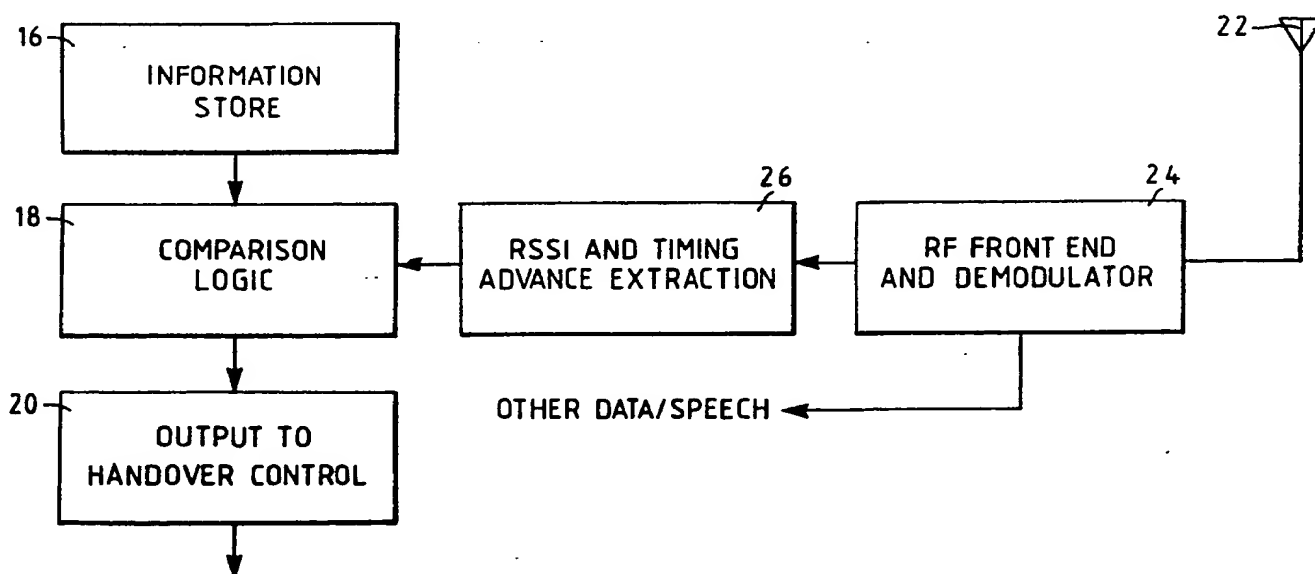 16
INFORMATION
STORE
22
18
COMPARISON
LOGIC
26
RSSI AND TIMING
ADVANCE EXTRACTION
24
RF FRONT END
AND DEMODULATOR
20
OUTPUT TO
HANDOVER CONTROL
OTHER DATA/SPEECH